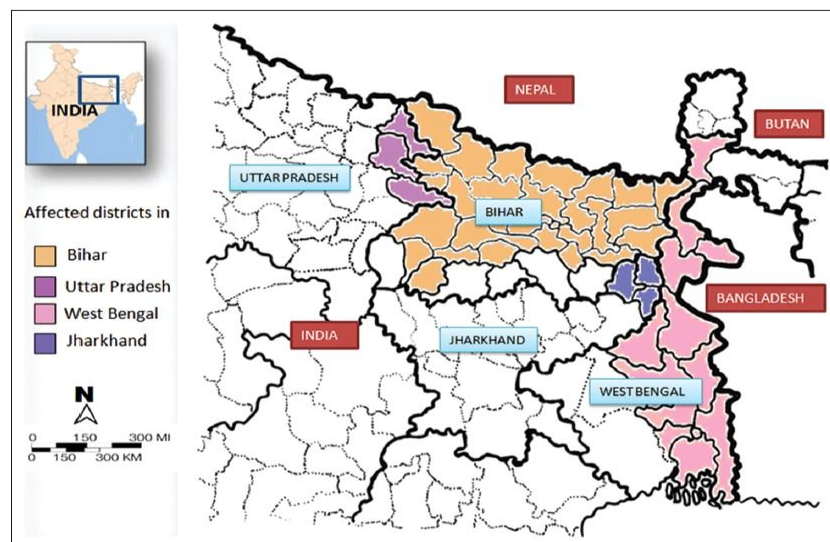 INDIA
Affected districts in
Bihar
Uttar Pradesh
West Bengal
Jharkhand
N
0 150 300 MI
0 150 300 KM
NEPAL
BUTAN
UTTAR PRADESH
BIHAR
BANGLADESH
INDIA
JHARKHAND
WEST BENGAL